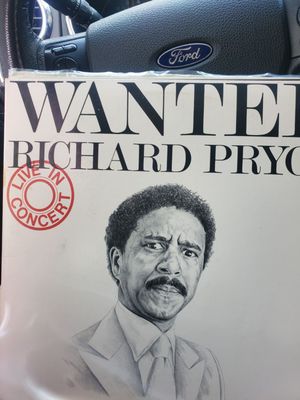 Ford
WANTE
RICHARD PRYO
LIVE IN
CONCERT